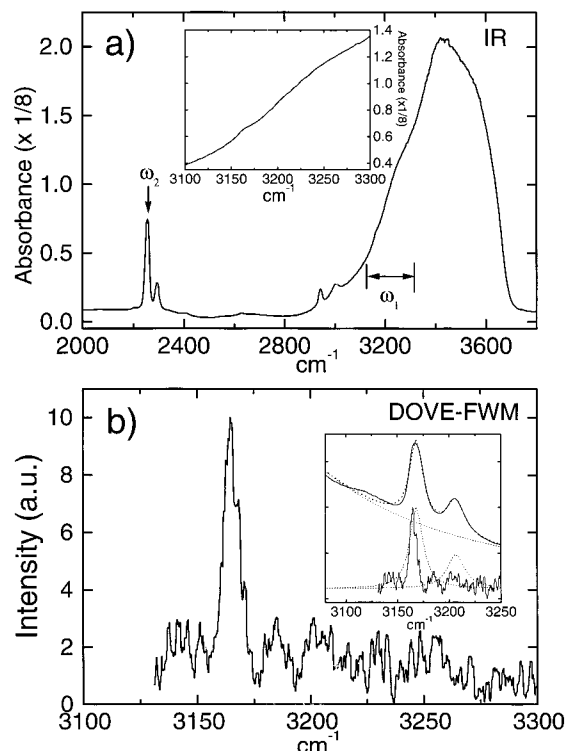 a)
IR
Absorbance (x 1/8)
2.0
1.5
1.0
0.5
0.0
ω2
ω1
2000 2400 2800 3200 3600
cm-1
1.4
1.2
1.0
0.8
0.6
0.4
Absorbance (x1/8)
3100 3150 3200 3250 3300
cm-1
b)
DOVE-FWM
Intensity (a.u.)
10
8
6
4
2
0
3100 3150 3200 3250 3300
cm-1
3100 3150 3200 3250
cm-1